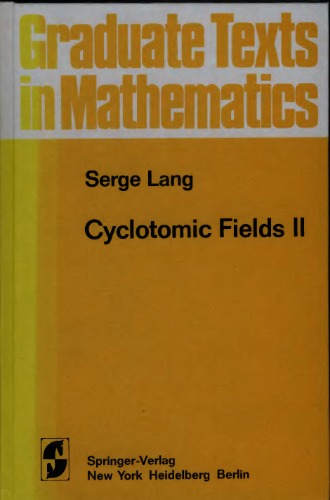 Graduate Texts
in Mathematics
Serge Lang
Cyclotomic Fields II
Springer-Verlag
New York Heidelberg Berlin